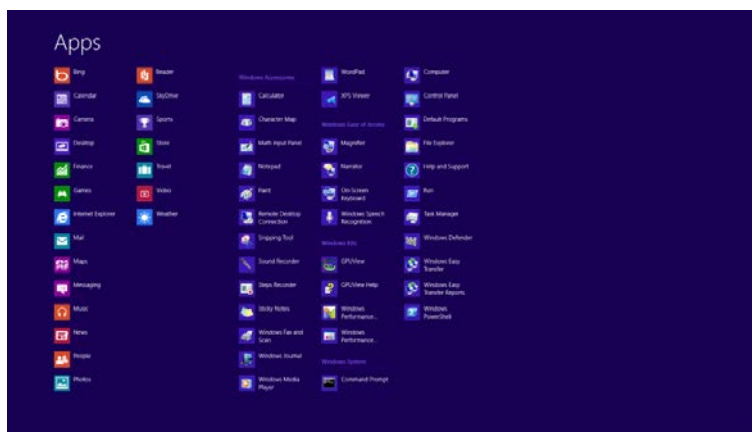 Apps
Bing
Calendar
Camera
Desktop
Finance
Games
Internet Explorer
Mail
Maps
Messaging
Music
News
People
Photos
Reader
SkyDrive
Sports
Store
Travel
Video
Weather
Windows Accessories
Calculator
Character Map
Math Input Panel
Notepad
Paint
Remote Desktop
Connection
Snipping Tool
Sound Recorder
Steps Recorder
Sticky Notes
Windows Fax and
Scan
Windows Journal
Windows Media
Player
WordPad
XPS Viewer
Windows Ease of Access
Magnifier
Narrator
On-Screen
Keyboard
Windows Speech
Recognition
Windows Kits
GPUView
GPUView Help
Windows
Performance...
Windows
Performance...
Windows System
Command Prompt
Computer
Control Panel
Default Programs
File Explorer
Help and Support
Run
Task Manager
Windows Defender
Windows Easy
Transfer
Windows Easy
Transfer Reports
Windows
PowerShell